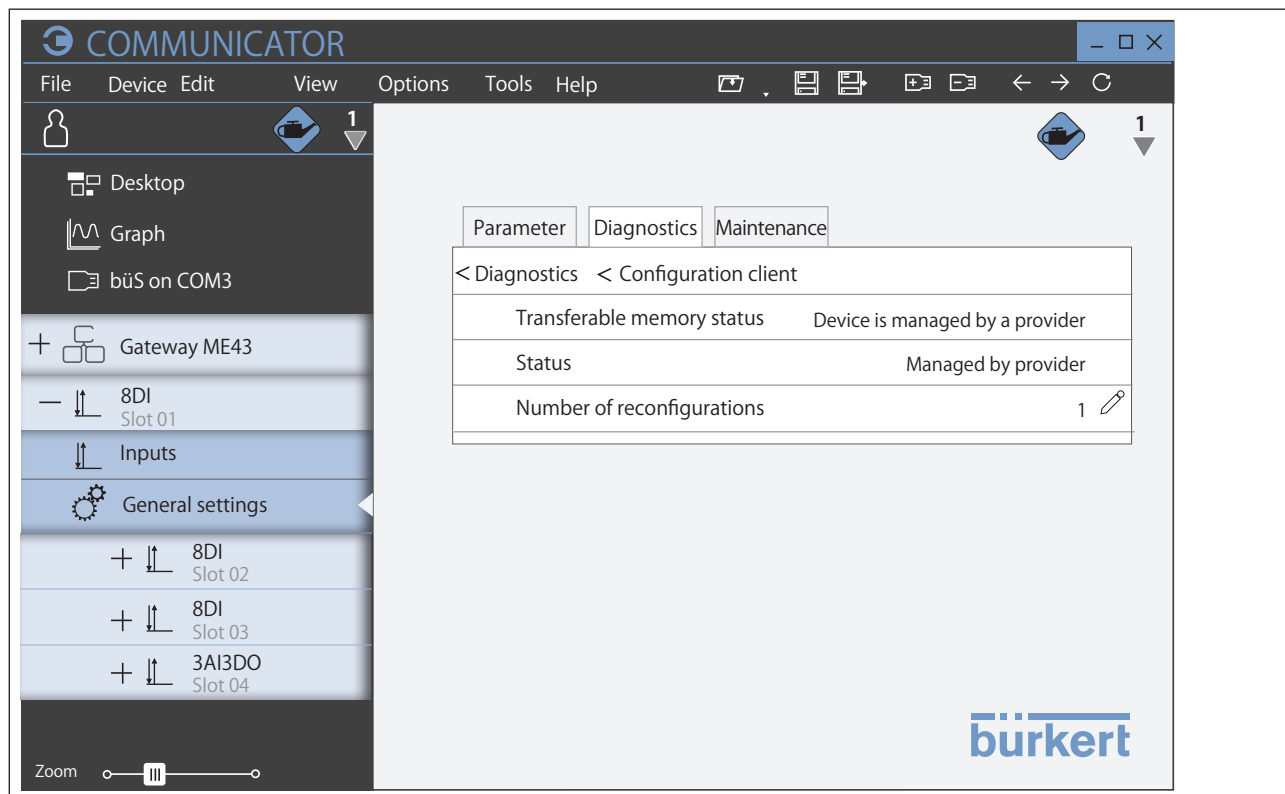 COMMUNICATOR
File Device Edit View Options Tools Help
1
1
Desktop
Graph
büS on COM3
Gateway ME43
8DI
Slot 01
Inputs
General settings
8DI
Slot 02
8DI
Slot 03
3AI3DO
Slot 04
Zoom
Parameter Diagnostics Maintenance
< Diagnostics < Configuration client
Transferable memory status Device is managed by a provider
Status Managed by provider
Number of reconfigurations 1
bürkert